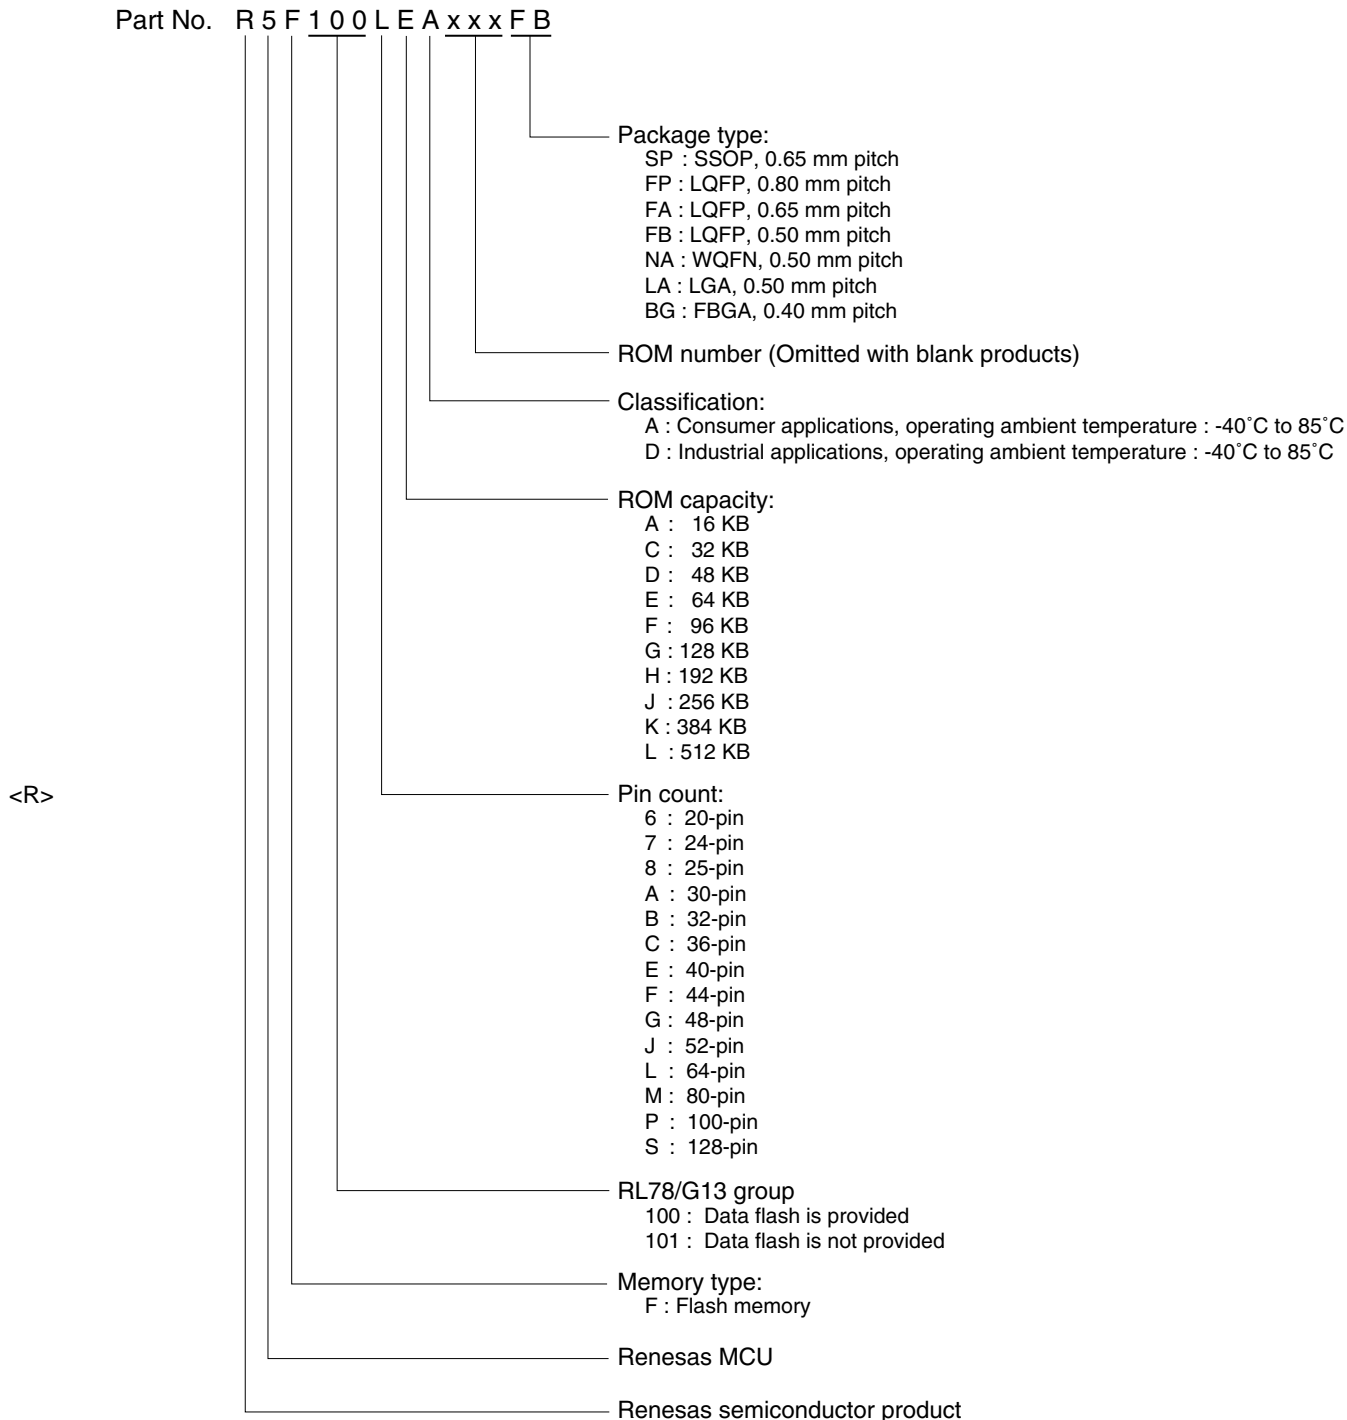 Part No. R 5 F 1 0 0 L E A x x x F B
Package type:
SP : SSOP, 0.65 mm pitch
FP : LQFP, 0.80 mm pitch
FA : LQFP, 0.65 mm pitch
FB : LQFP, 0.50 mm pitch
NA : WQFN, 0.50 mm pitch
LA : LGA, 0.50 mm pitch
BG : FBGA, 0.40 mm pitch
ROM number (Omitted with blank products)
Classification:
A : Consumer applications, operating ambient temperature : -40˚C to 85˚C
D : Industrial applications, operating ambient temperature : -40˚C to 85˚C
ROM capacity:
A : 16 KB
C : 32 KB
D : 48 KB
E : 64 KB
F : 96 KB
G : 128 KB
H : 192 KB
J : 256 KB
K : 384 KB
L : 512 KB
<R>
Pin count:
6 : 20-pin
7 : 24-pin
8 : 25-pin
A : 30-pin
B : 32-pin
C : 36-pin
E : 40-pin
F : 44-pin
G : 48-pin
J : 52-pin
L : 64-pin
M : 80-pin
P : 100-pin
S : 128-pin
RL78/G13 group
100 : Data flash is provided
101 : Data flash is not provided
Memory type:
F : Flash memory
Renesas MCU
Renesas semiconductor product